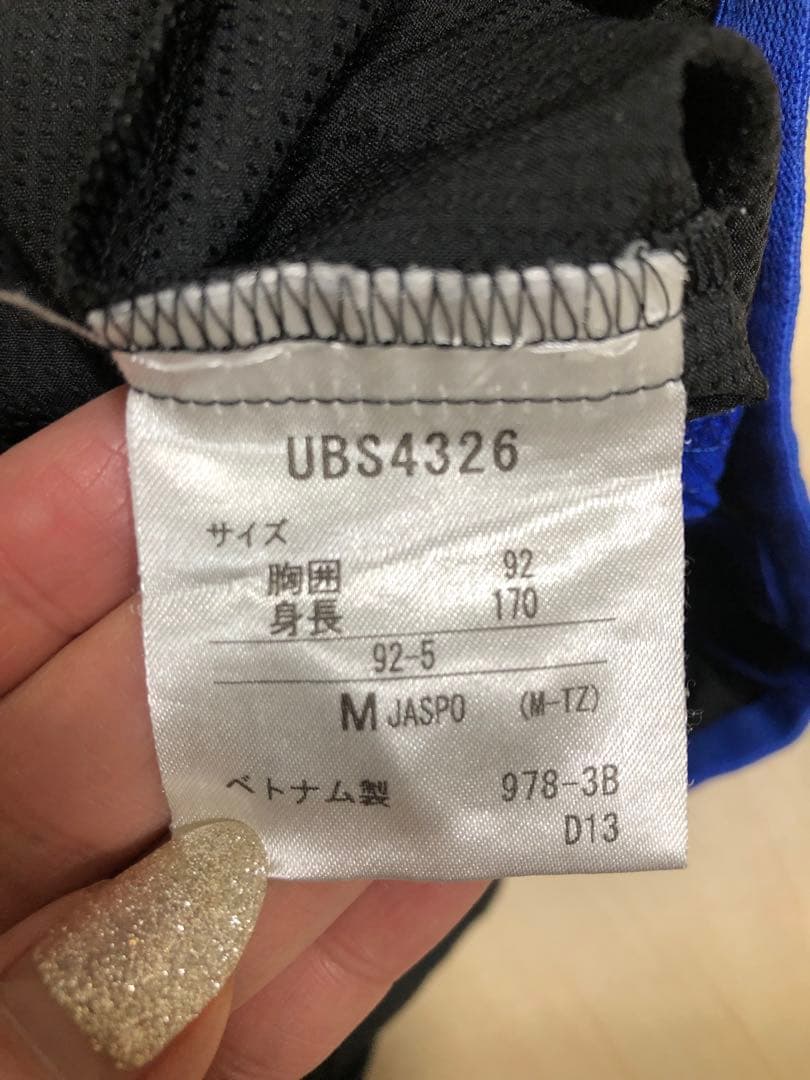 UBS4326
サイズ
胸囲 92
身長 170
92-5
M JASPO (M-TZ)
ベトナム製 978-3B
D13